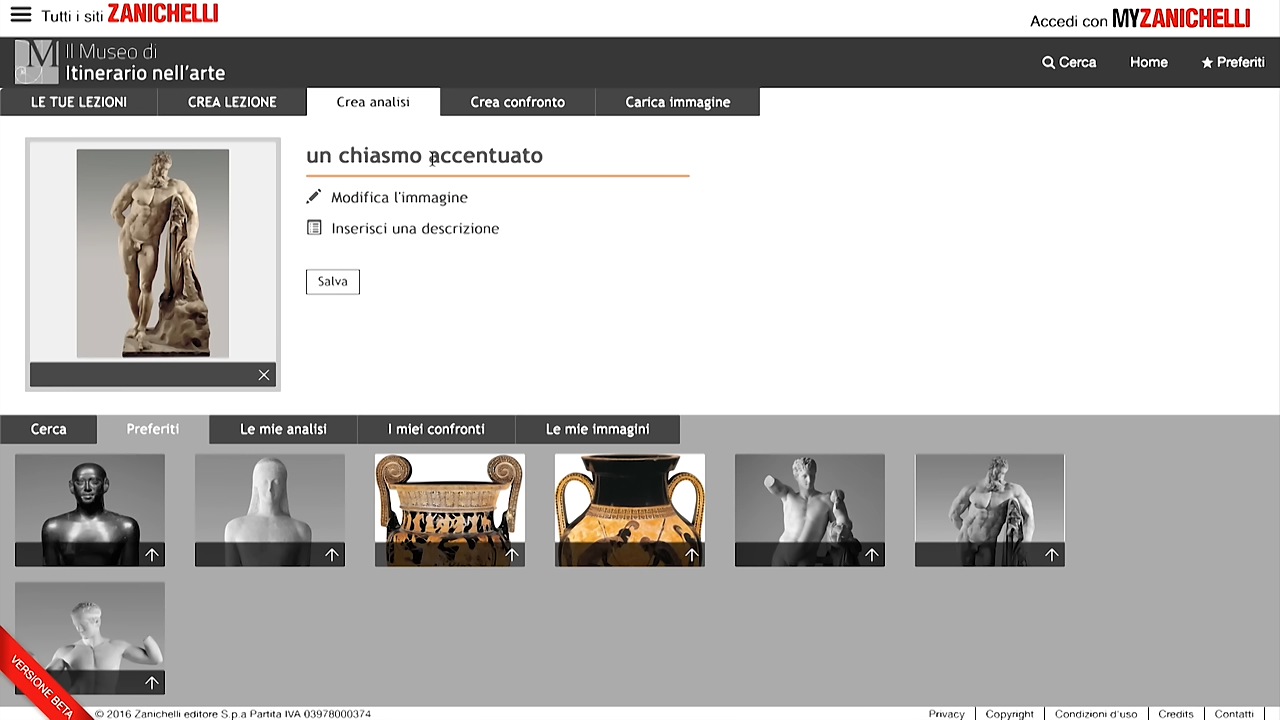 Tutti i siti ZANICHELLI
Accedi con MYZANICHELLI
M Il Museo di
Itinerario nell'arte
Cerca Home Preferiti
LE TUE LEZIONI CREA LEZIONE Crea analisi Crea confronto Carica immagine
un chiasmo accentuato
Modifica l'immagine
Inserisci una descrizione
Salva
Cerca Preferiti Le mie analisi I miei confronti Le mie immagini
VERSIONE BETA
© 2016 Zanichelli editore S.p.a Partita IVA 03978000374
Privacy Copyright Condizioni d'uso Credits Contatti